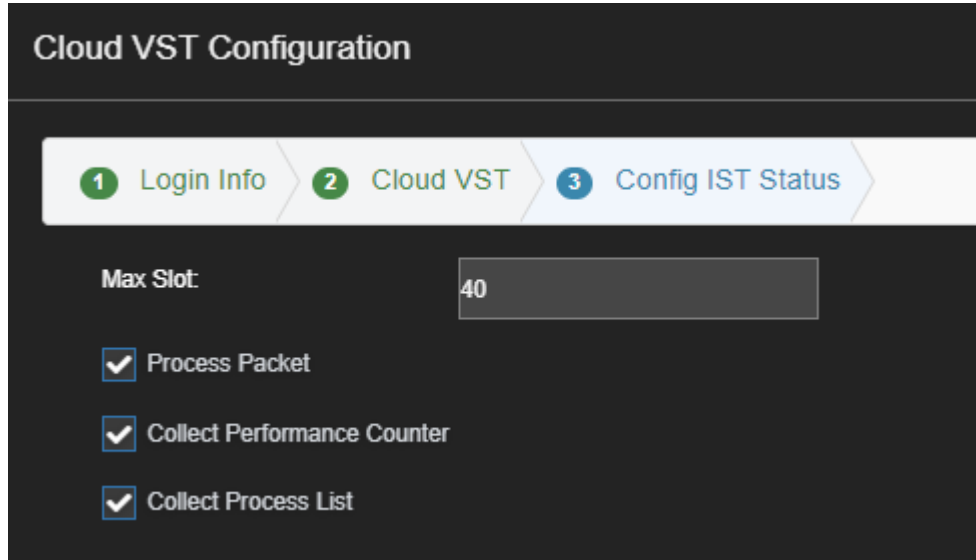 Cloud VST Configuration
1 Login Info 2 Cloud VST 3 Config IST Status
Max Slot: 40
Process Packet
Collect Performance Counter
Collect Process List